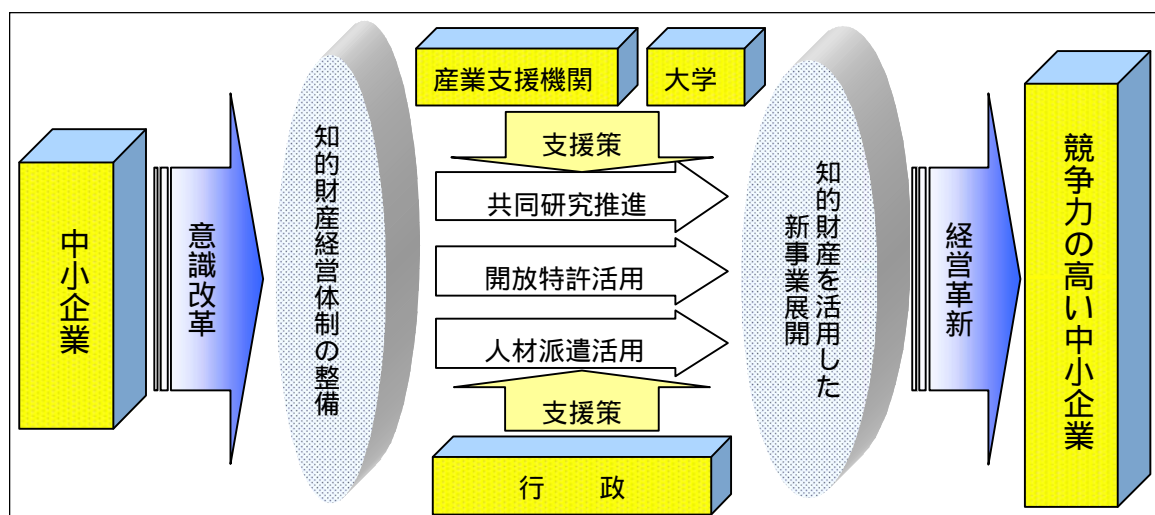 中小企業
意識改革
知的財産経営体制の整備
産業支援機関
大学
支援策
共同研究推進
開放特許活用
人材派遣活用
支援策
行　　政
知的財産を活用した
新事業展開
経営革新
競争力の高い中小企業